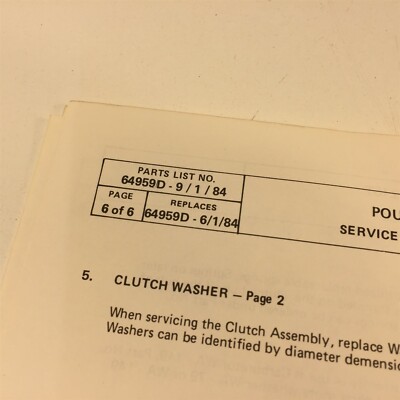 PARTS LIST NO.
64959D - 9 / 1 / 84
PAGE
6 of 6
REPLACES
64959D - 6/1/84
POU
SERVICE
5. CLUTCH WASHER – Page 2
When servicing the Clutch Assembly, replace W
Washers can be identified by diameter demensio